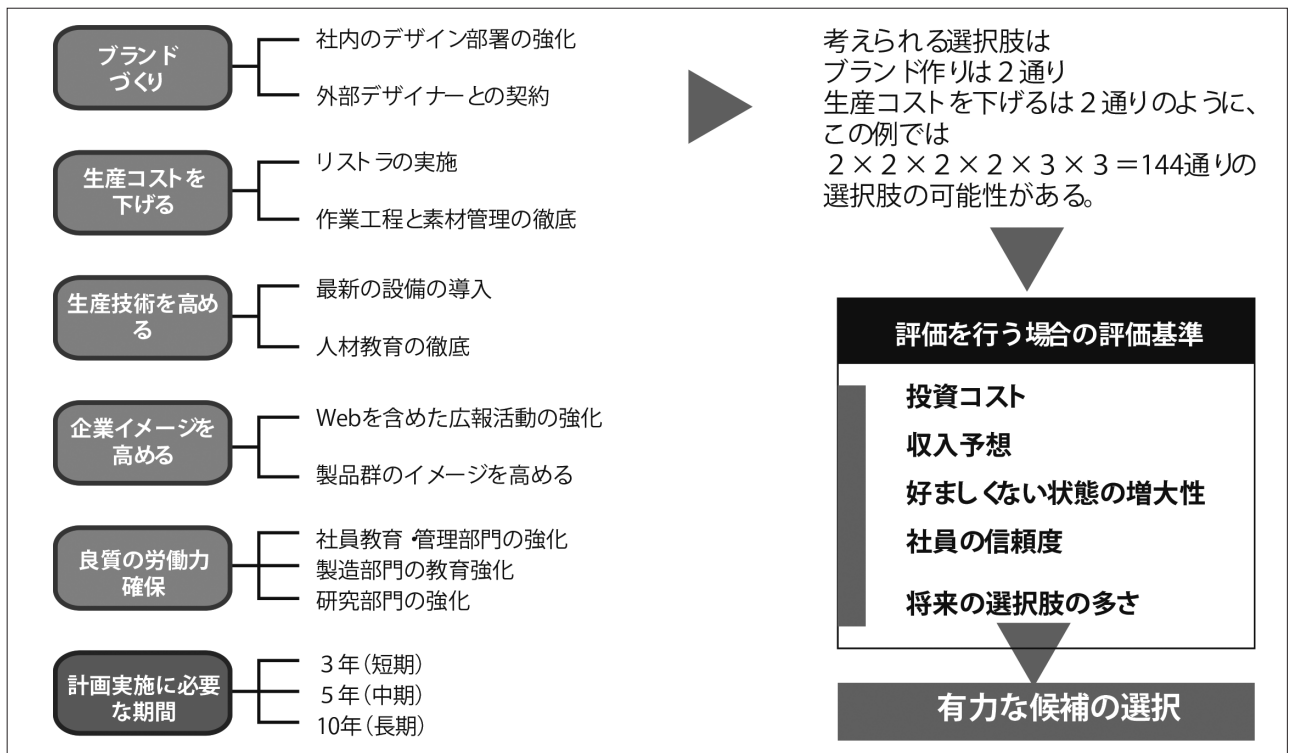 ブランド
づくり
社内のデザイン部署の強化
外部デザイナーとの契約
生産コストを
下げる
リストラの実施
作業工程と素材管理の徹底
生産技術を高め
る
最新の設備の導入
人材教育の徹底
企業イメージを
高める
Webを含めた広報活動の強化
製品群のイメージを高める
良質の労働力
確保
社員教育・管理部門の強化
製造部門の教育強化
研究部門の強化
計画実施に必要
な期間
３年(短期)
５年(中期)
10年(長期)
考えられる選択肢は
ブランド作りは２通り
生産コストを下げるは２通りのように、
この例では
２×２×２×２×３×３＝144通りの
選択肢の可能性がある。
評価を行う場合の評価基準
投資コスト
収入予想
好ましくない状態の増大性
社員の信頼度
将来の選択肢の多さ
有力な候補の選択